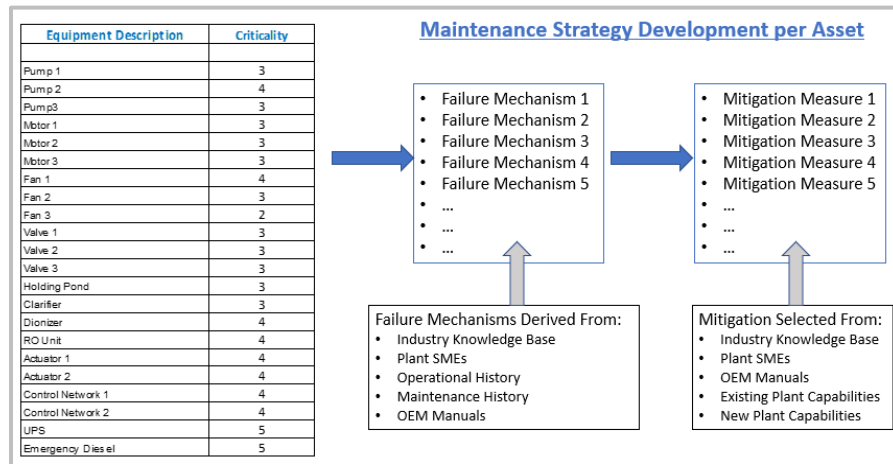 Maintenance Strategy Development per Asset
Equipment Description Criticality
Pump 1 3
Pump 2 4
Pump3 3
Motor 1 3
Motor 2 3
Motor 3 3
Fan 1 4
Fan 2 3
Fan 3 2
Valve 1 3
Valve 2 3
Valve 3 3
Holding Pond 3
Clarifier 3
Dionizer 4
RO Unit 4
Actuator 1 4
Actuator 2 4
Control Network 1 4
Control Network 2 4
UPS 5
Emergency Diesel 5
• Failure Mechanism 1
• Failure Mechanism 2
• Failure Mechanism 3
• Failure Mechanism 4
• Failure Mechanism 5
• ...
• ...
• ...
• Mitigation Measure 1
• Mitigation Measure 2
• Mitigation Measure 3
• Mitigation Measure 4
• Mitigation Measure 5
• ...
• ...
• ...
Failure Mechanisms Derived From:
• Industry Knowledge Base
• Plant SMEs
• Operational History
• Maintenance History
• OEM Manuals
Mitigation Selected From:
• Industry Knowledge Base
• Plant SMEs
• OEM Manuals
• Existing Plant Capabilities
• New Plant Capabilities